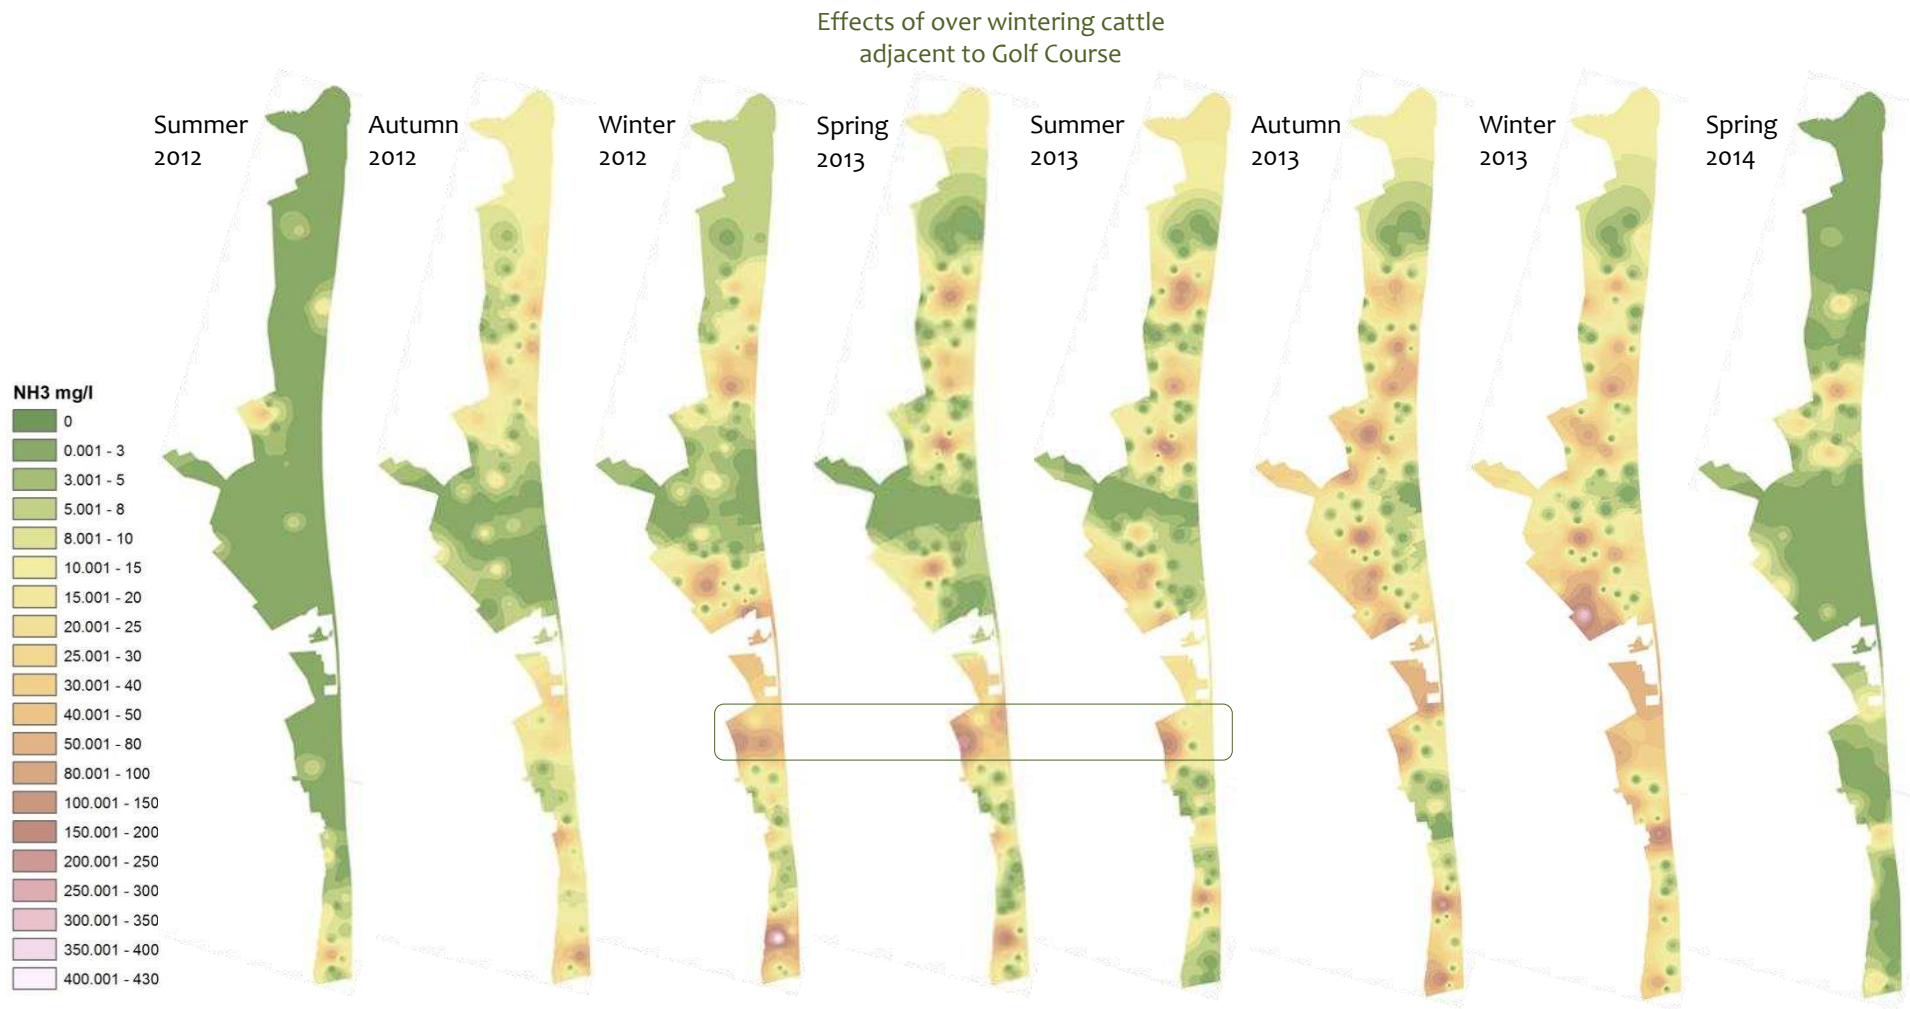 Effects of over wintering cattle
adjacent to Golf Course
Summer
2012
Autumn
2012
Winter
2012
Spring
2013
Summer
2013
Autumn
2013
Winter
2013
Spring
2014
NH3 mg/l
0
0.001 - 3
3.001 - 5
5.001 - 8
8.001 - 10
10.001 - 15
15.001 - 20
20.001 - 25
25.001 - 30
30.001 - 40
40.001 - 50
50.001 - 80
80.001 - 100
100.001 - 150
150.001 - 200
200.001 - 250
250.001 - 300
300.001 - 350
350.001 - 400
400.001 - 430